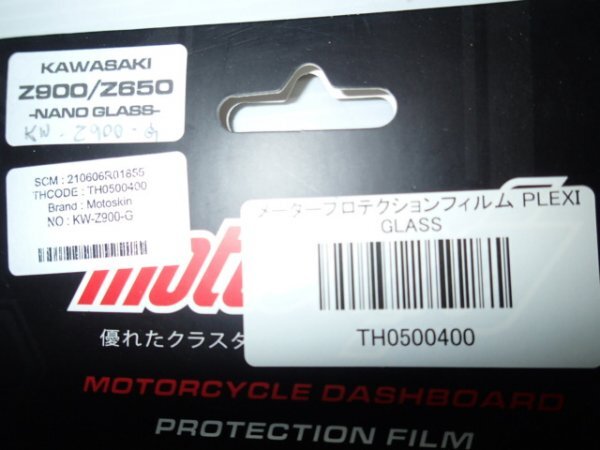 KAWASAKI
Z900/Z650
-NANO GLASS-
KW-Z900-G
SCM : 210606R01855
THCODE : TH0500400
Brand : Motoskin
NO : KW-Z900-G
メータープロテクションフィルム PLEXI
GLASS
TH0500400
mot
優れたクラスタ
MOTORCYCLE DASHBOARD
PROTECTION FILM